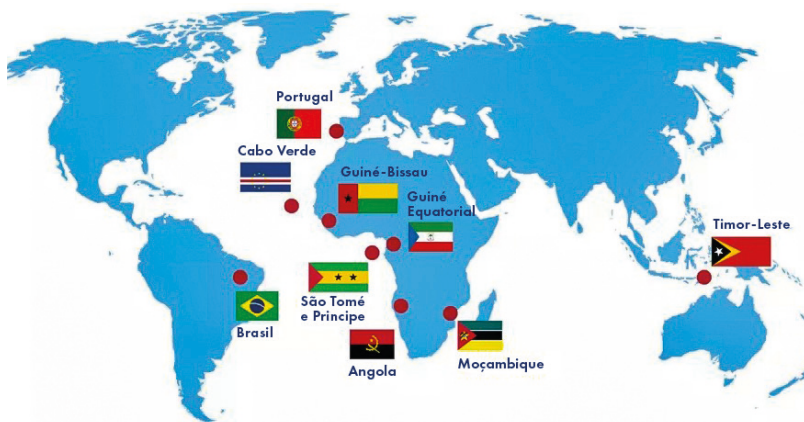 Portugal
Cabo Verde
Guiné-Bissau
Guiné
Equatorial
Timor-Leste
São Tomé
e Principe
Brasil
Angola
Moçambique